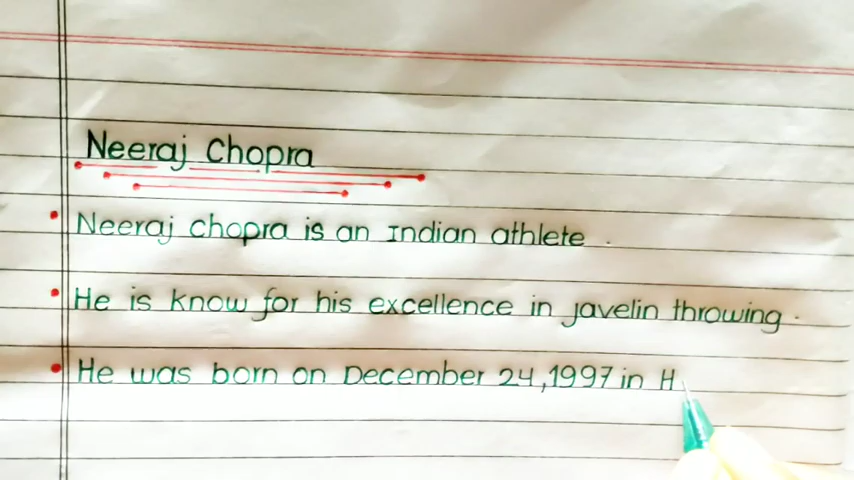 Neeraj Chopra
Neeraj chopra is an Indian athlete .
He is know for his excellence in javelin throwing .
He was born on December 24,1997 in H